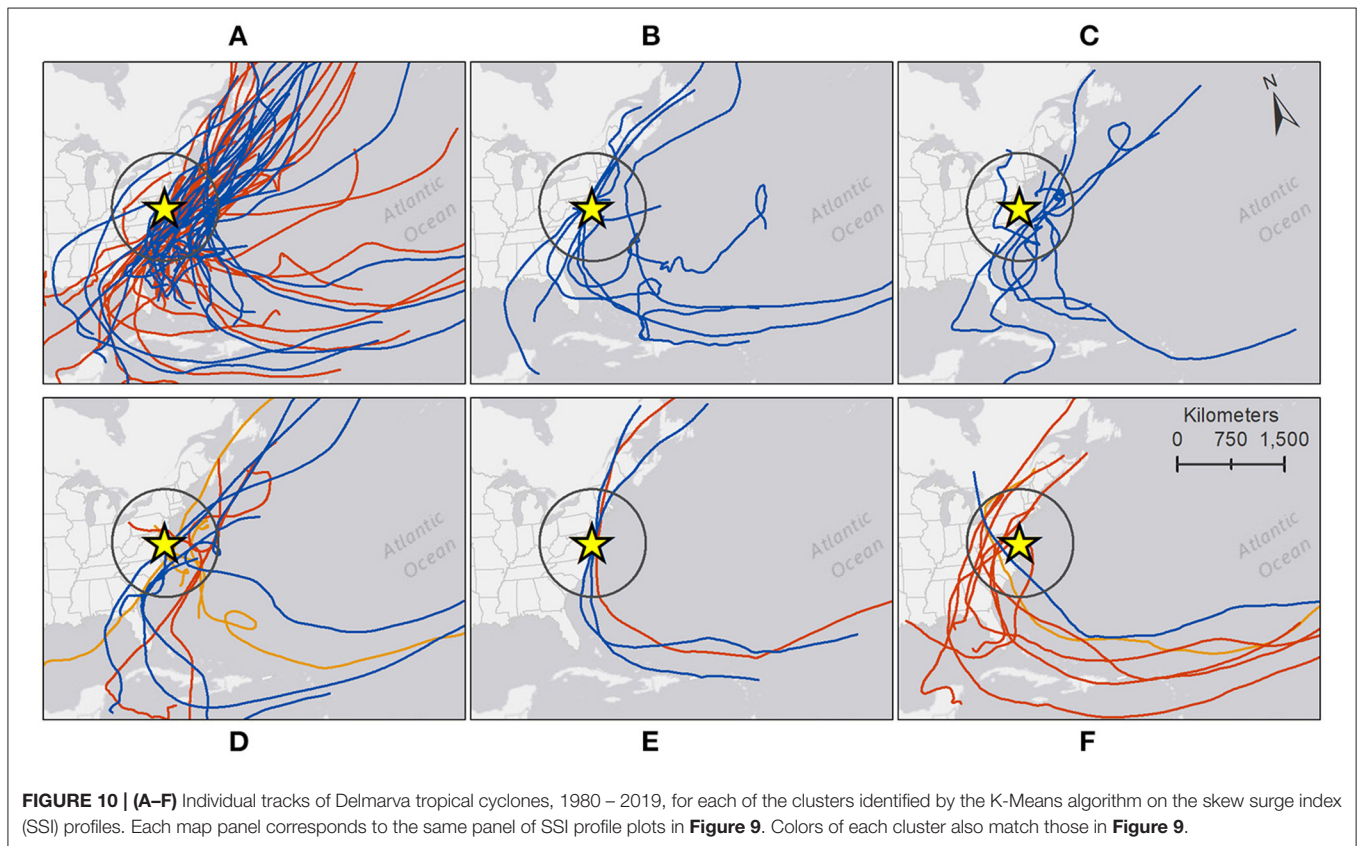 A B C
N
Atlantic
Ocean
Atlantic
Ocean
Atlantic
Ocean
Kilometers
0 750 1,500
Atlantic
Ocean
Atlantic
Ocean
Atlantic
Ocean
D E F
FIGURE 10 | (A–F) Individual tracks of Delmarva tropical cyclones, 1980 – 2019, for each of the clusters identified by the K-Means algorithm on the skew surge index
(SSI) profiles. Each map panel corresponds to the same panel of SSI profile plots in Figure 9. Colors of each cluster also match those in Figure 9.